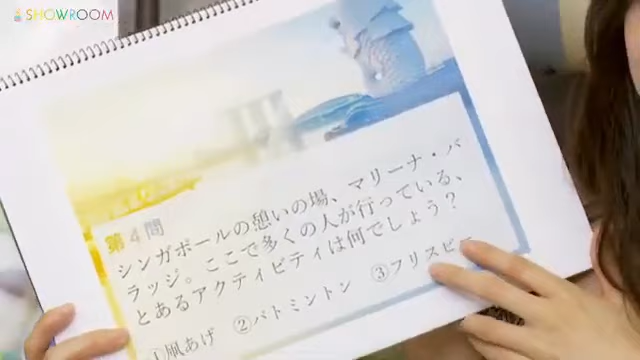 SHOWROOM
第4問
シンガポールの憩いの場、マリーナ・バ
ラッジ。ここで多くの人が行っている、
とあるアクティビティは何でしょう？
①凧あげ ②バトミントン ③フリスビー